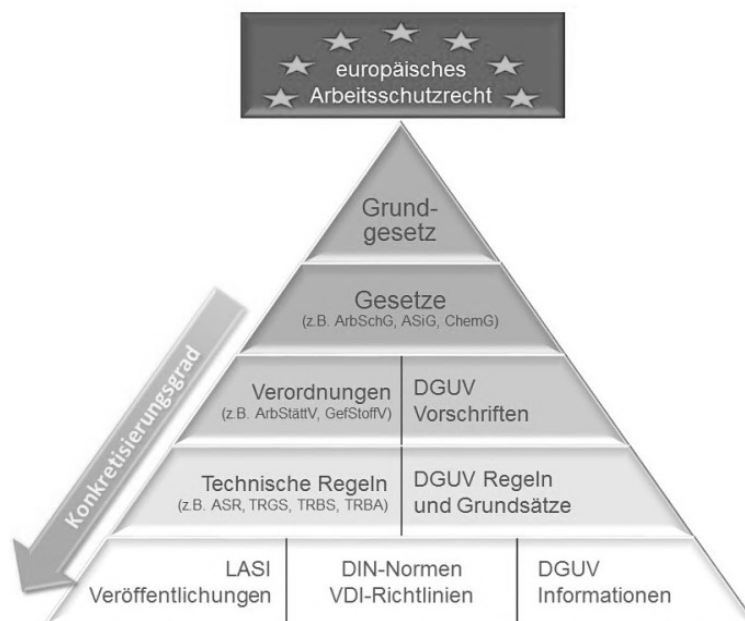 europäisches
Arbeitsschutzrecht
Grund-
gesetz
Gesetze
(z.B. ArbSchG, ASiG, ChemG)
Konkretisierungsgrad
Verordnungen
(z.B. ArbStättV, GefStoffV)
DGUV
Vorschriften
Technische Regeln
(z.B. ASR, TRGS, TRBS, TRBA)
DGUV Regeln
und Grundsätze
LASI
Veröffentlichungen
DIN-Normen
VDI-Richtlinien
DGUV
Informationen